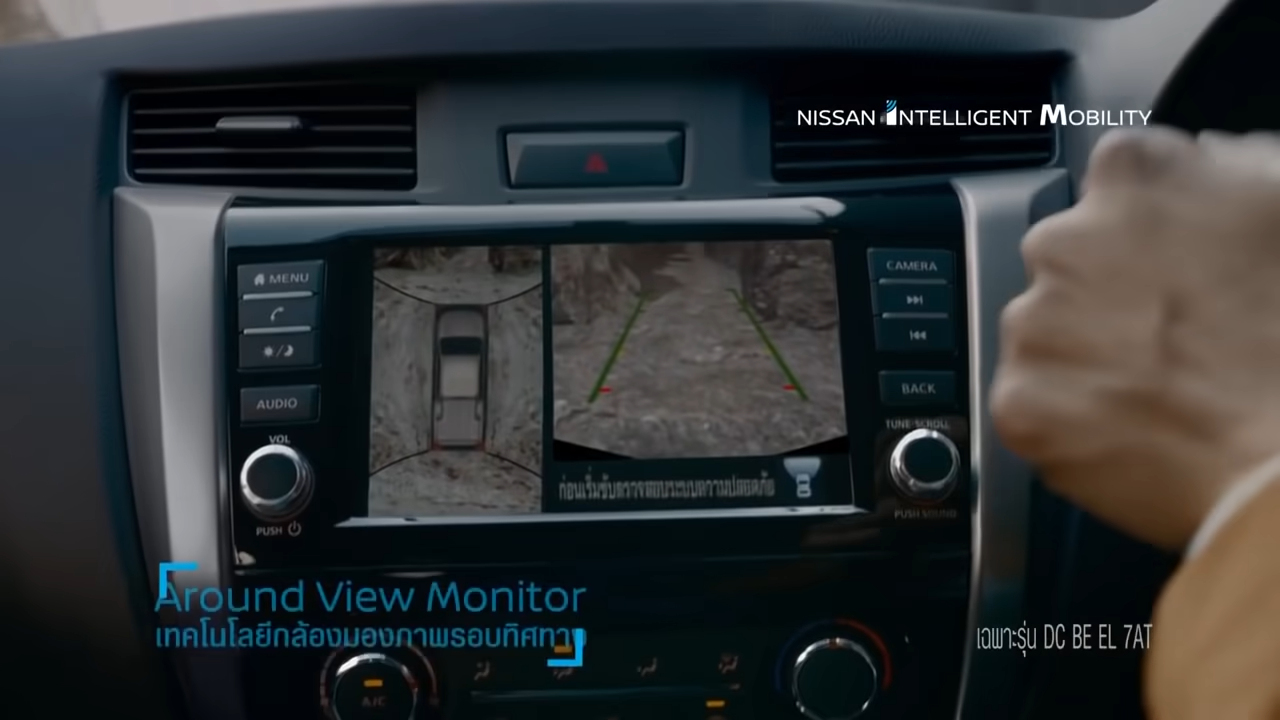 NISSAN INTELLIGENT MOBILITY
MENU
CAMERA
AUDIO
BACK
VOL
TUNE·SCROLL
ก่อนเริ่มขับตรวจสอบระบบความปลอดภัย
PUSH
PUSH SOUND
Around View Monitor
เทคโนโลยีกล้องมองภาพรอบทิศทาง
เฉพาะรุ่น DC BE EL 7AT
A/C